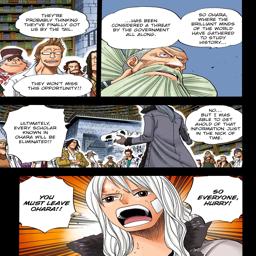 SO OHARA,
WHERE THE
BRILLIANT MINDS
OF THE WORLD
HAVE GATHERED
TO STUDY
HISTORY...
...HAS BEEN
CONSIDERED A THREAT
BY THE GOVERNMENT
ALL ALONG.
THEY'RE
PROBABLY THINKING
THEY'VE FINALLY GOT
US BY THE TAIL.
THEY WON'T MISS
THIS OPPORTUNITY!!
NO...
BUT I WAS
ABLE TO GET
AHOLD OF THAT
INFORMATION JUST
IN THE NICK
OF TIME.
ULTIMATELY,
EVERY SCHOLAR
KNOWN IN
OHARA WILL BE
ELIMINATED!!
SO
EVERYONE,
HURRY!
YOU
MUST LEAVE
OHARA!!